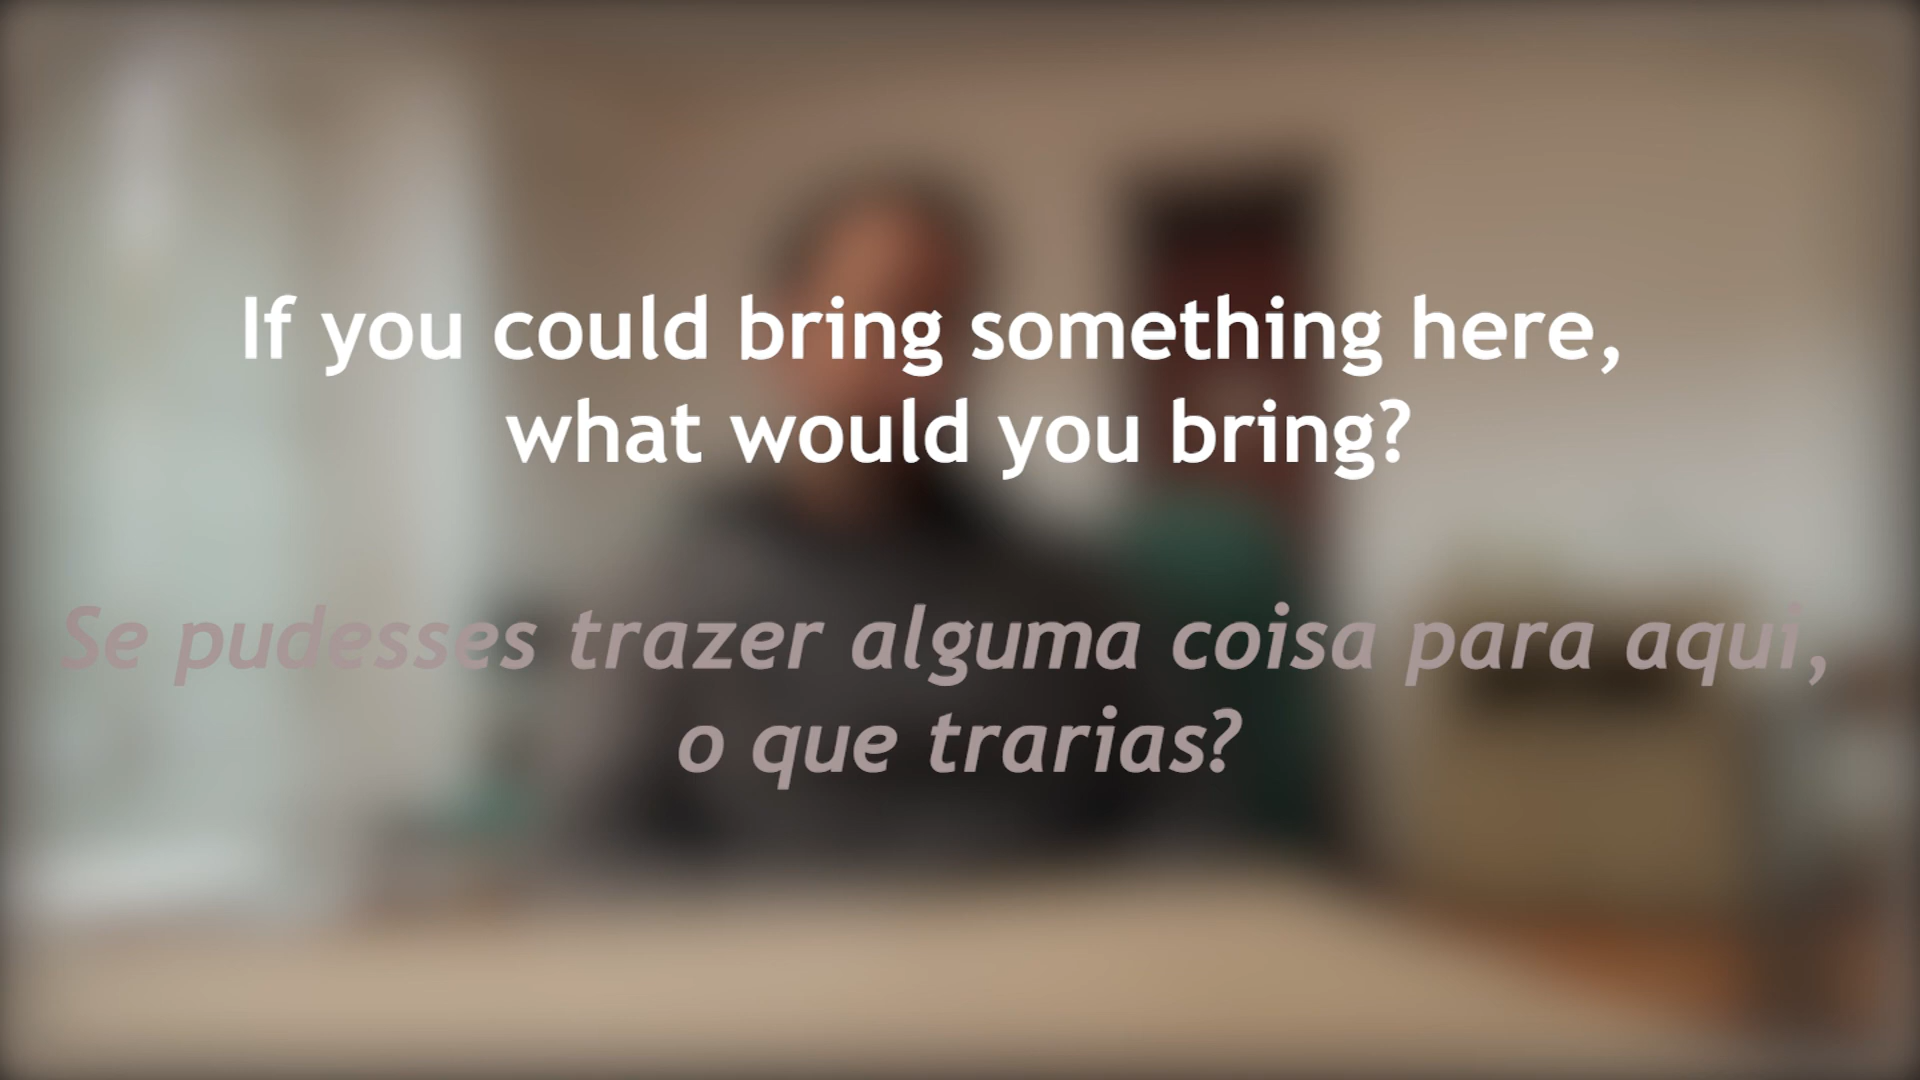 If you could bring something here,
what would you bring?
Se pudesses trazer alguma coisa para aqui,
o que trarias?